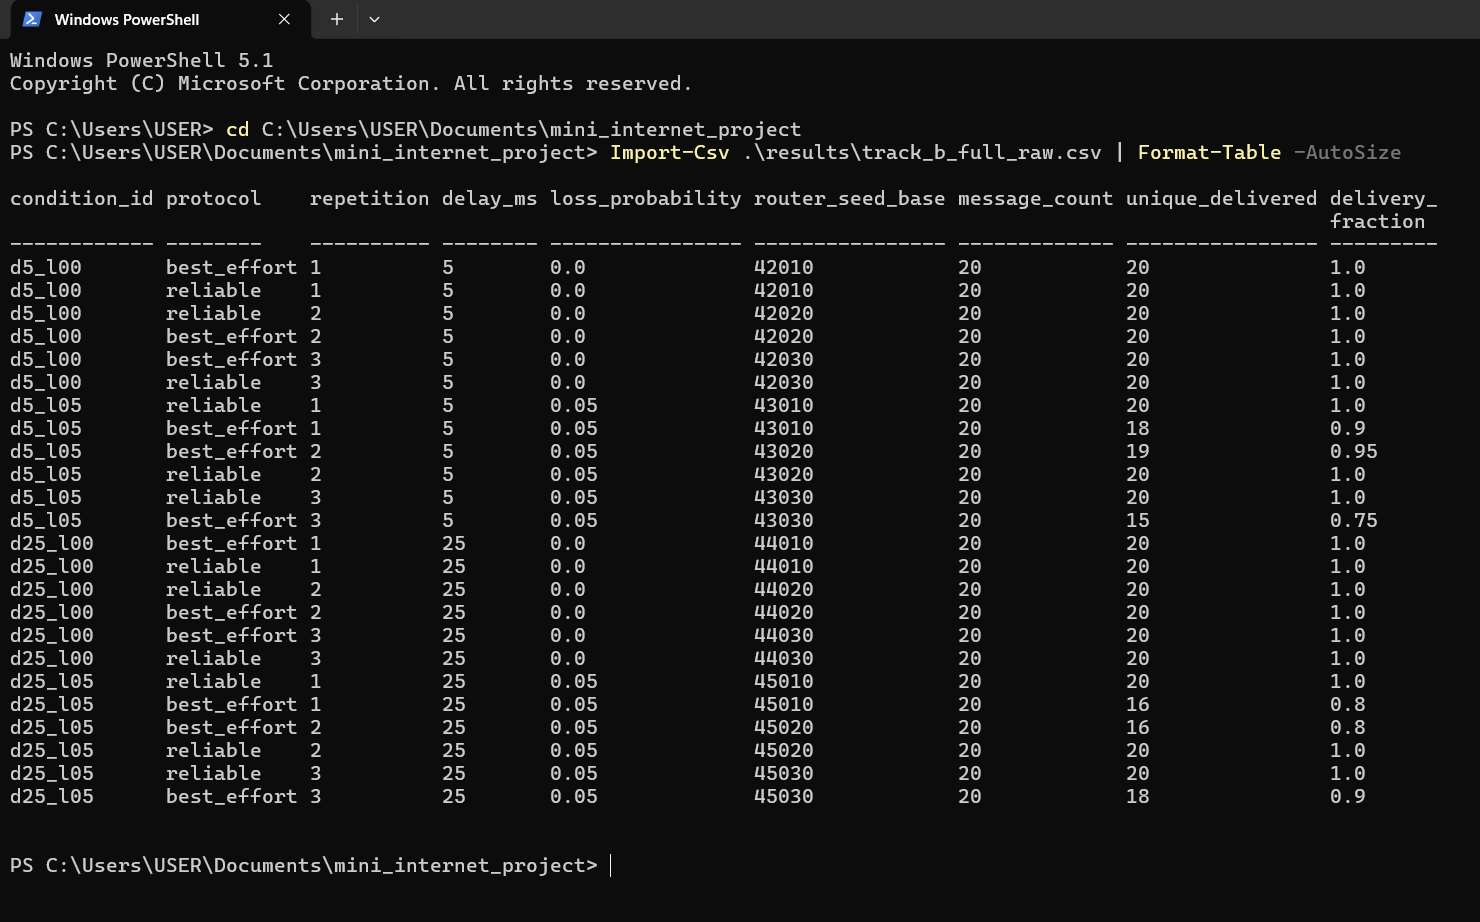 Windows PowerShell
Windows PowerShell 5.1
Copyright (C) Microsoft Corporation. All rights reserved.
PS C:\Users\USER> cd C:\Users\USER\Documents\mini_internet_project
PS C:\Users\USER\Documents\mini_internet_project> Import-Csv .\results\track_b_full_raw.csv | Format-Table -AutoSize
condition_id protocol    repetition delay_ms loss_probability router_seed_base message_count unique_delivered delivery_
fraction
------------ --------    ---------- -------- ---------------- ---------------- ------------- ---------------- ---------
d5_l00       best_effort 1          5        0.0              42010            20            20               1.0
d5_l00       reliable    1          5        0.0              42010            20            20               1.0
d5_l00       reliable    2          5        0.0              42020            20            20               1.0
d5_l00       best_effort 2          5        0.0              42020            20            20               1.0
d5_l00       best_effort 3          5        0.0              42030            20            20               1.0
d5_l00       reliable    3          5        0.0              42030            20            20               1.0
d5_l05       reliable    1          5        0.05             43010            20            20               1.0
d5_l05       best_effort 1          5        0.05             43010            20            18               0.9
d5_l05       best_effort 2          5        0.05             43020            20            19               0.95
d5_l05       reliable    2          5        0.05             43020            20            20               1.0
d5_l05       reliable    3          5        0.05             43030            20            20               1.0
d5_l05       best_effort 3          5        0.05             43030            20            15               0.75
d25_l00      best_effort 1          25       0.0              44010            20            20               1.0
d25_l00      reliable    1          25       0.0              44010            20            20               1.0
d25_l00      reliable    2          25       0.0              44020            20            20               1.0
d25_l00      best_effort 2          25       0.0              44020            20            20               1.0
d25_l00      best_effort 3          25       0.0              44030            20            20               1.0
d25_l00      reliable    3          25       0.0              44030            20            20               1.0
d25_l05      reliable    1          25       0.05             45010            20            20               1.0
d25_l05      best_effort 1          25       0.05             45010            20            16               0.8
d25_l05      best_effort 2          25       0.05             45020            20            16               0.8
d25_l05      reliable    2          25       0.05             45020            20            20               1.0
d25_l05      reliable    3          25       0.05             45030            20            20               1.0
d25_l05      best_effort 3          25       0.05             45030            20            18               0.9
PS C:\Users\USER\Documents\mini_internet_project>